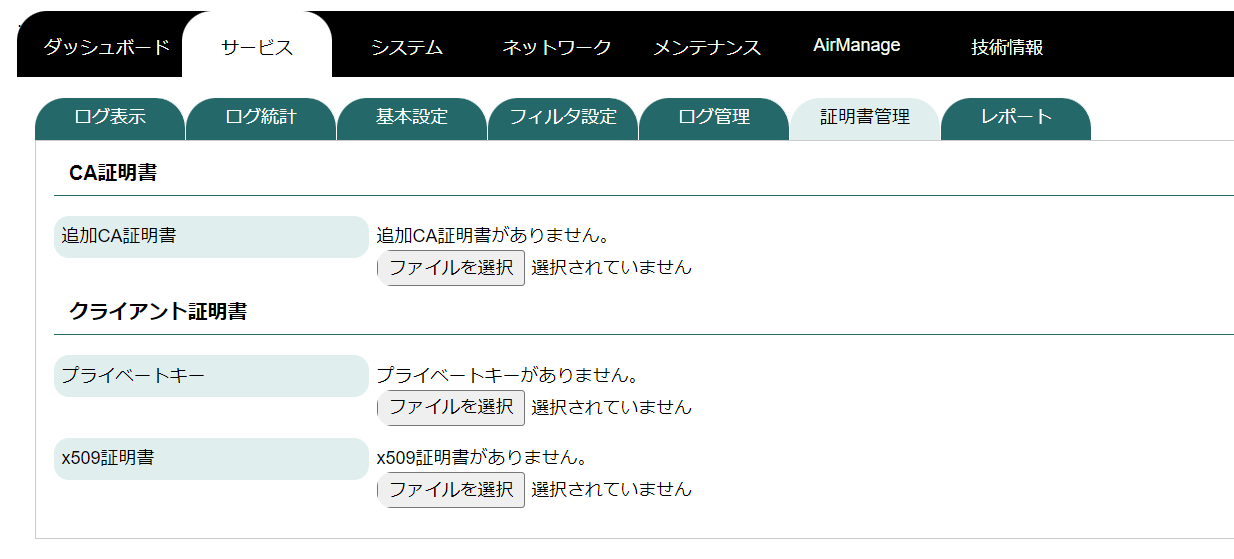 ダッシュボード サービス システム ネットワーク メンテナンス AirManage 技術情報
ログ表示 ログ統計 基本設定 フィルタ設定 ログ管理 証明書管理 レポート
CA証明書
追加CA証明書 追加CA証明書がありません。
ファイルを選択 選択されていません
クライアント証明書
プライベートキー プライベートキーがありません。
ファイルを選択 選択されていません
x509証明書 x509証明書がありません。
ファイルを選択 選択されていません